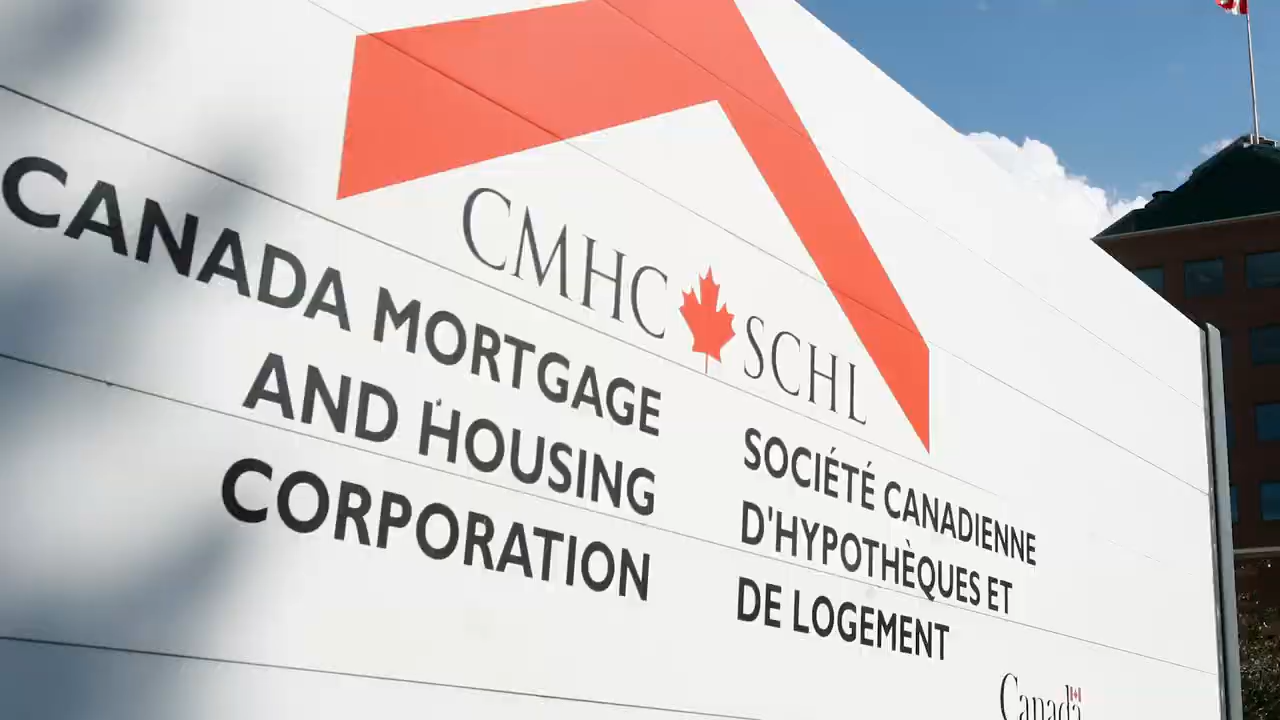 CMHC SCHL
CANADA MORTGAGE
AND HOUSING
CORPORATION
SOCIÉTÉ CANADIENNE
D'HYPOTHÈQUES ET
DE LOGEMENT
Canada